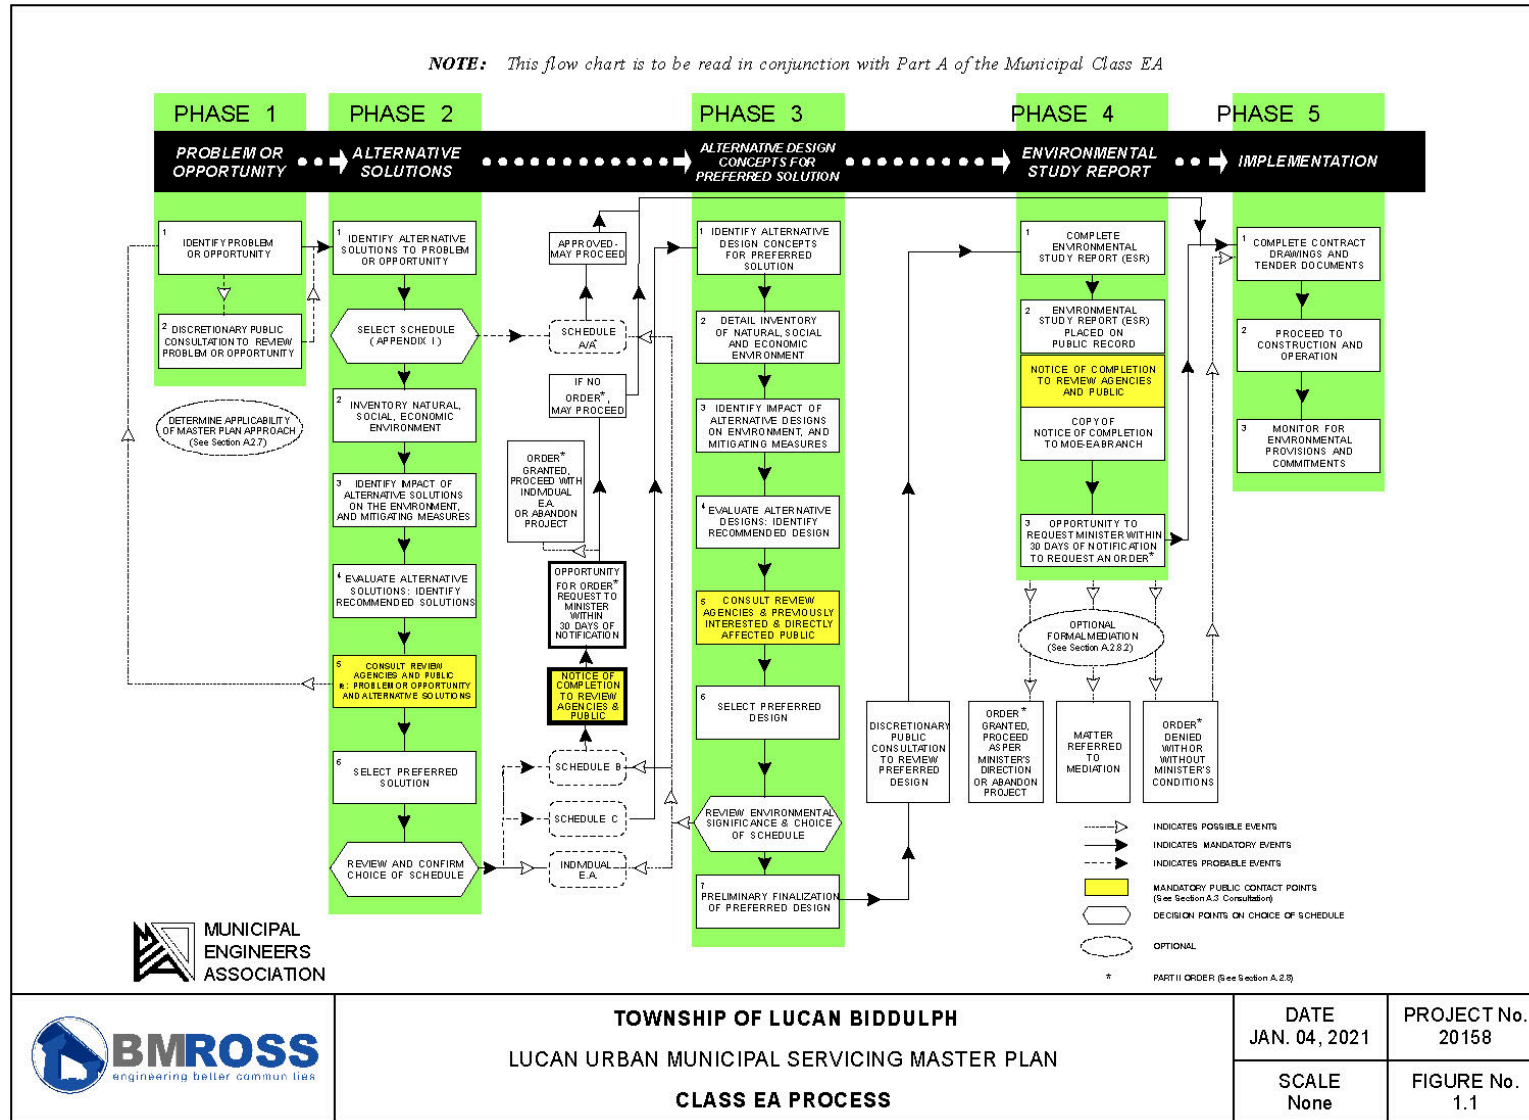 NOTE: This flow chart is to be read in conjunction with Part A of the Municipal Class EA
PHASE 1
PROBLEM OR
OPPORTUNITY
PHASE 2
ALTERNATIVE
SOLUTIONS
PHASE 3
ALTERNATIVE DESIGN
CONCEPTS FOR
PREFERRED SOLUTION
PHASE 4
ENVIRONMENTAL
STUDY REPORT
PHASE 5
IMPLEMENTATION
1 IDENTIFY PROBLEM
OR OPPORTUNITY
2 DISCRETIONARY PUBLIC
CONSULTATION TO REVIEW
PROBLEM OR OPPORTUNITY
DETERMINE APPLICABILITY
OF MASTER PLAN APPROACH
(See Section A.2.7)
1 IDENTIFY ALTERNATIVE
SOLUTIONS TO PROBLEM
OR OPPORTUNITY
SELECT SCHEDULE
(APPENDIX I)
2 INVENTORY NATURAL,
SOCIAL, ECONOMIC
ENVIRONMENT
3 IDENTIFY IMPACT OF
ALTERNATIVE SOLUTIONS
ON THE ENVIRONMENT,
AND MITIGATING MEASURES
4 EVALUATE ALTERNATIVE
SOLUTIONS: IDENTIFY
RECOMMENDED SOLUTIONS
5 CONSULT REVIEW
AGENCIES AND PUBLIC
re: PROBLEM OR OPPORTUNITY
AND ALTERNATIVE SOLUTIONS
6 SELECT PREFERRED
SOLUTION
REVIEW AND CONFIRM
CHOICE OF SCHEDULE
APPROVED-
MAY PROCEED
SCHEDULE
A/A+
IF NO
ORDER*,
MAY PROCEED
ORDER*
GRANTED,
PROCEED WITH
INDIVIDUAL
E.A.
OR ABANDON
PROJECT
OPPORTUNITY
FOR ORDER*
REQUEST TO
MINISTER
WITHIN
30 DAYS OF
NOTIFICATION
NOTICE OF
COMPLETION
TO REVIEW
AGENCIES &
PUBLIC
SCHEDULE B
SCHEDULE C
INDIVIDUAL
E.A.
1 IDENTIFY ALTERNATIVE
DESIGN CONCEPTS
FOR PREFERRED
SOLUTION
2 DETAIL INVENTORY
OF NATURAL, SOCIAL
AND ECONOMIC
ENVIRONMENT
3 IDENTIFY IMPACT OF
ALTERNATIVE DESIGNS
ON ENVIRONMENT, AND
MITIGATING MEASURES
4 EVALUATE ALTERNATIVE
DESIGNS: IDENTIFY
RECOMMENDED DESIGN
5 CONSULT REVIEW
AGENCIES & PREVIOUSLY
INTERESTED & DIRECTLY
AFFECTED PUBLIC
6 SELECT PREFERRED
DESIGN
REVIEW ENVIRONMENTAL
SIGNIFICANCE & CHOICE
OF SCHEDULE
7 PRELIMINARY FINALIZATION
OF PREFERRED DESIGN
DISCRETIONARY
PUBLIC
CONSULTATION
TO REVIEW
PREFERRED
DESIGN
1 COMPLETE
ENVIRONMENTAL
STUDY REPORT (ESR)
2 ENVIRONMENTAL
STUDY REPORT (ESR)
PLACED ON
PUBLIC RECORD
NOTICE OF COMPLETION
TO REVIEW AGENCIES
AND PUBLIC
COPY OF
NOTICE OF COMPLETION
TO MOE-EA BRANCH
3 OPPORTUNITY TO
REQUEST MINISTER WITHIN
30 DAYS OF NOTIFICATION
TO REQUEST AN ORDER*
OPTIONAL
FORMAL MEDIATION
(See Section A.2.8.2)
ORDER*
GRANTED,
PROCEED
AS PER
MINISTER'S
DIRECTION
OR ABANDON
PROJECT
MATTER
REFERRED
TO
MEDIATION
ORDER*
DENIED
WITH OR
WITHOUT
MINISTER'S
CONDITIONS
1 COMPLETE CONTRACT
DRAWINGS AND
TENDER DOCUMENTS
2 PROCEED TO
CONSTRUCTION AND
OPERATION
3 MONITOR FOR
ENVIRONMENTAL
PROVISIONS AND
COMMITMENTS
INDICATES POSSIBLE EVENTS
INDICATES MANDATORY EVENTS
INDICATES PROBABLE EVENTS
MANDATORY PUBLIC CONTACT POINTS
(See Section A.3 Consultation)
DECISION POINTS ON CHOICE OF SCHEDULE
OPTIONAL
* PART II ORDER (See Section A.2.8)
MUNICIPAL
ENGINEERS
ASSOCIATION
BMROSS
engineering better communities
TOWNSHIP OF LUCAN BIDDULPH
LUCAN URBAN MUNICIPAL SERVICING MASTER PLAN
CLASS EA PROCESS
DATE
JAN. 04, 2021
PROJECT No.
20158
SCALE
None
FIGURE No.
1.1